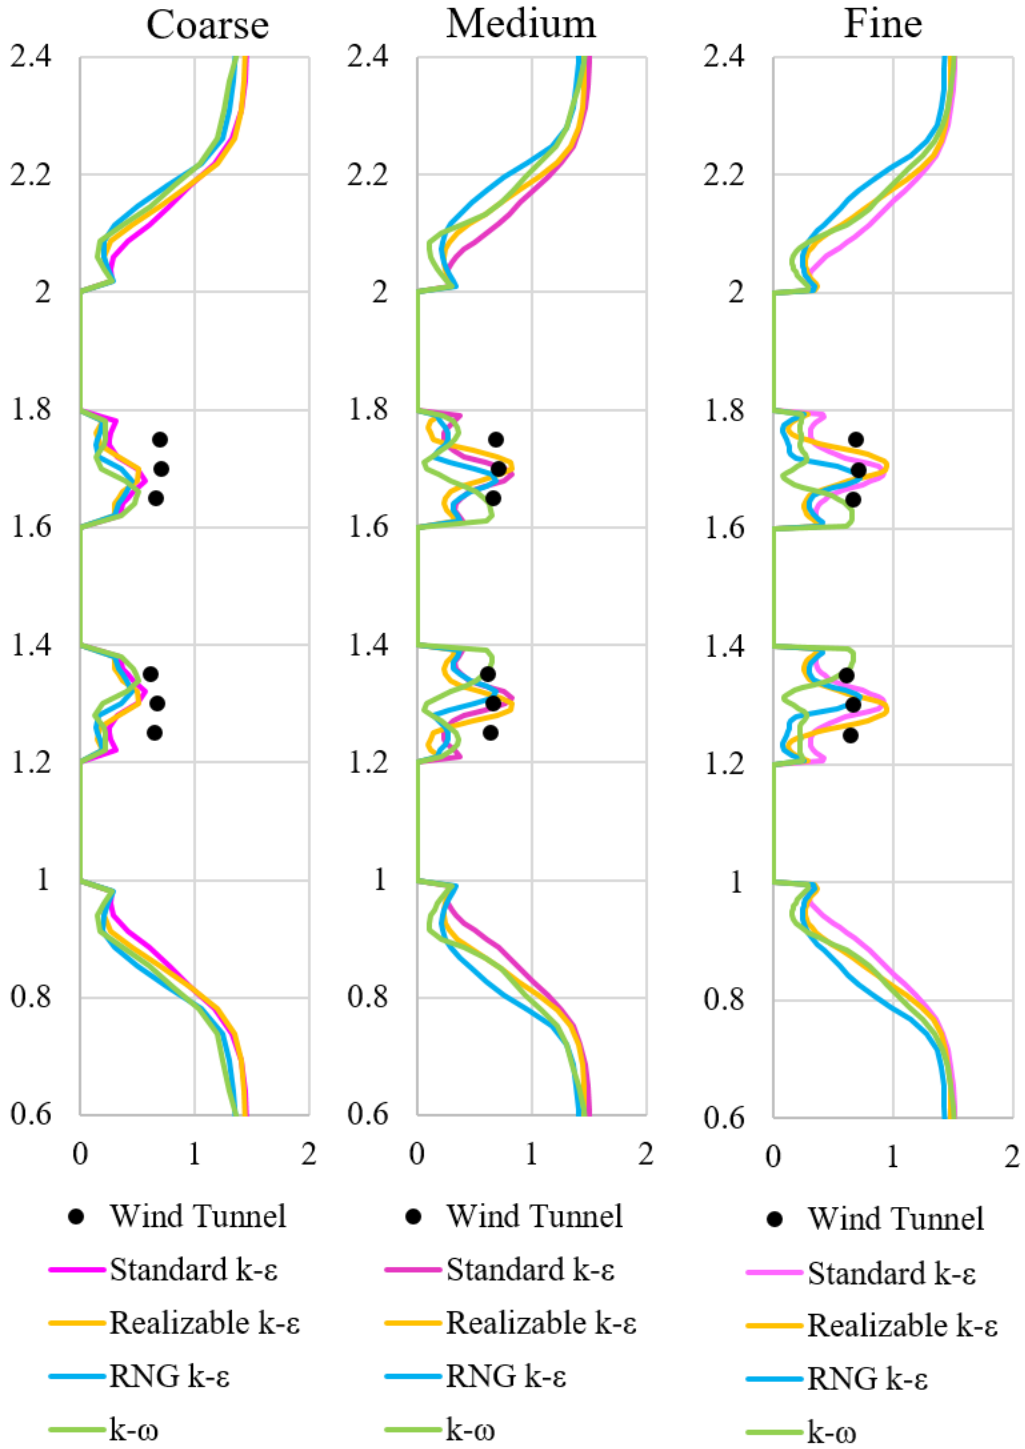 Coarse Medium Fine
2.4 2.4 2.4
2.2 2.2 2.2
2 2 2
1.8 1.8 1.8
1.6 1.6 1.6
1.4 1.4 1.4
1.2 1.2 1.2
1 1 1
0.8 0.8 0.8
0.6 0.6 0.6
0 1 2 0 1 2 0 1 2
Wind Tunnel Wind Tunnel Wind Tunnel
Standard k-ε Standard k-ε Standard k-ε
Realizable k-ε Realizable k-ε Realizable k-ε
RNG k-ε RNG k-ε RNG k-ε
k-ω k-ω k-ω